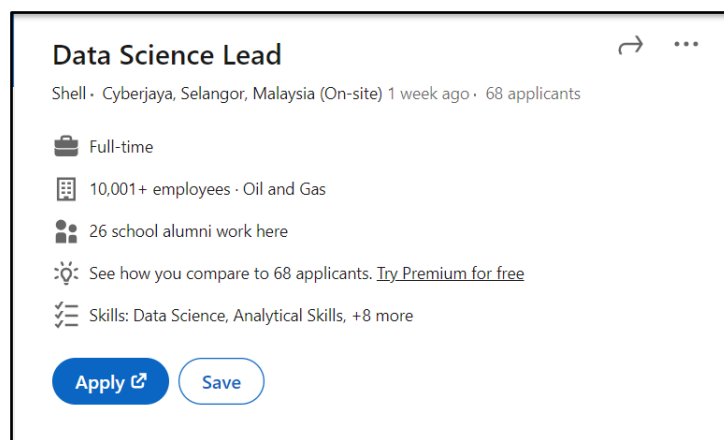 Data Science Lead
Shell · Cyberjaya, Selangor, Malaysia (On-site) 1 week ago · 68 applicants
Full-time
10,001+ employees · Oil and Gas
26 school alumni work here
See how you compare to 68 applicants. Try Premium for free
Skills: Data Science, Analytical Skills, +8 more
Apply Save